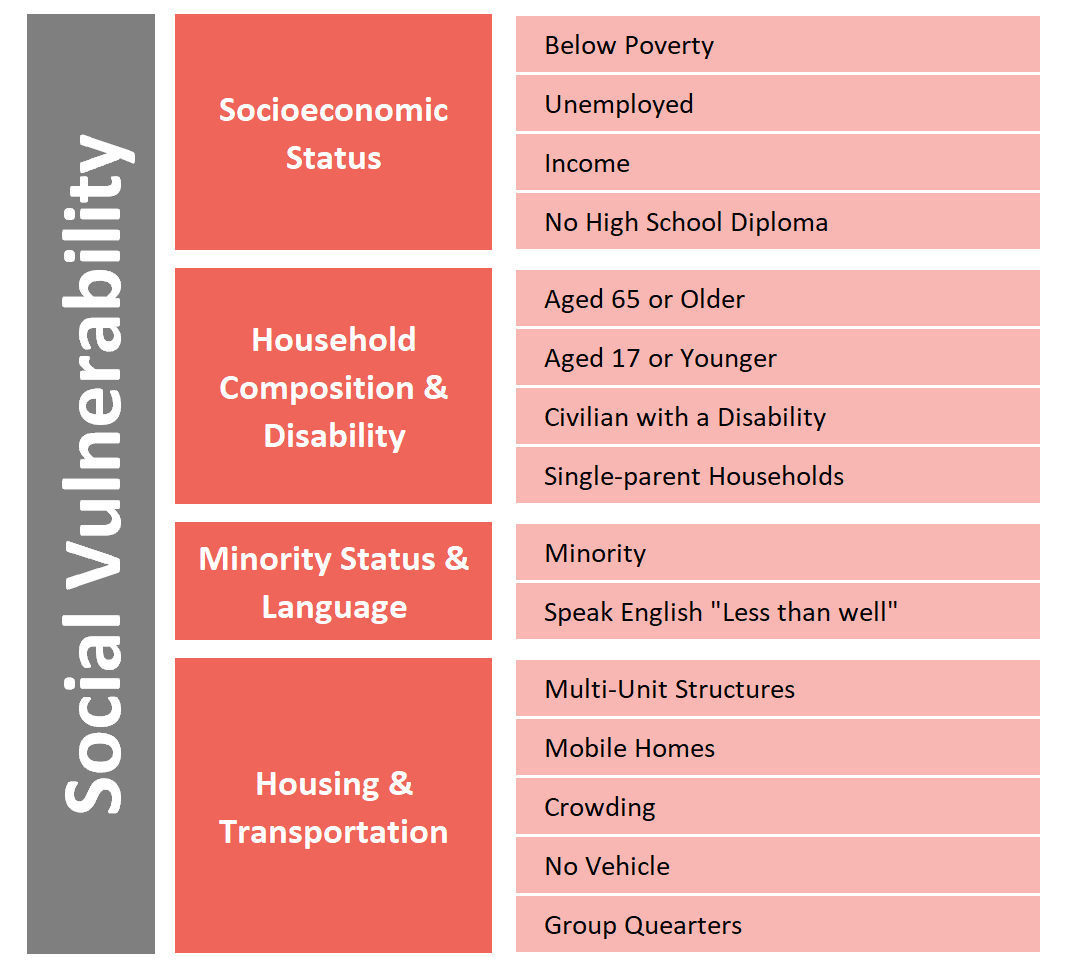 Social Vulnerability
Socioeconomic
Status
Below Poverty
Unemployed
Income
No High School Diploma
Household
Composition &
Disability
Aged 65 or Older
Aged 17 or Younger
Civilian with a Disability
Single-parent Households
Minority Status &
Language
Minority
Speak English "Less than well"
Housing &
Transportation
Multi-Unit Structures
Mobile Homes
Crowding
No Vehicle
Group Quearters